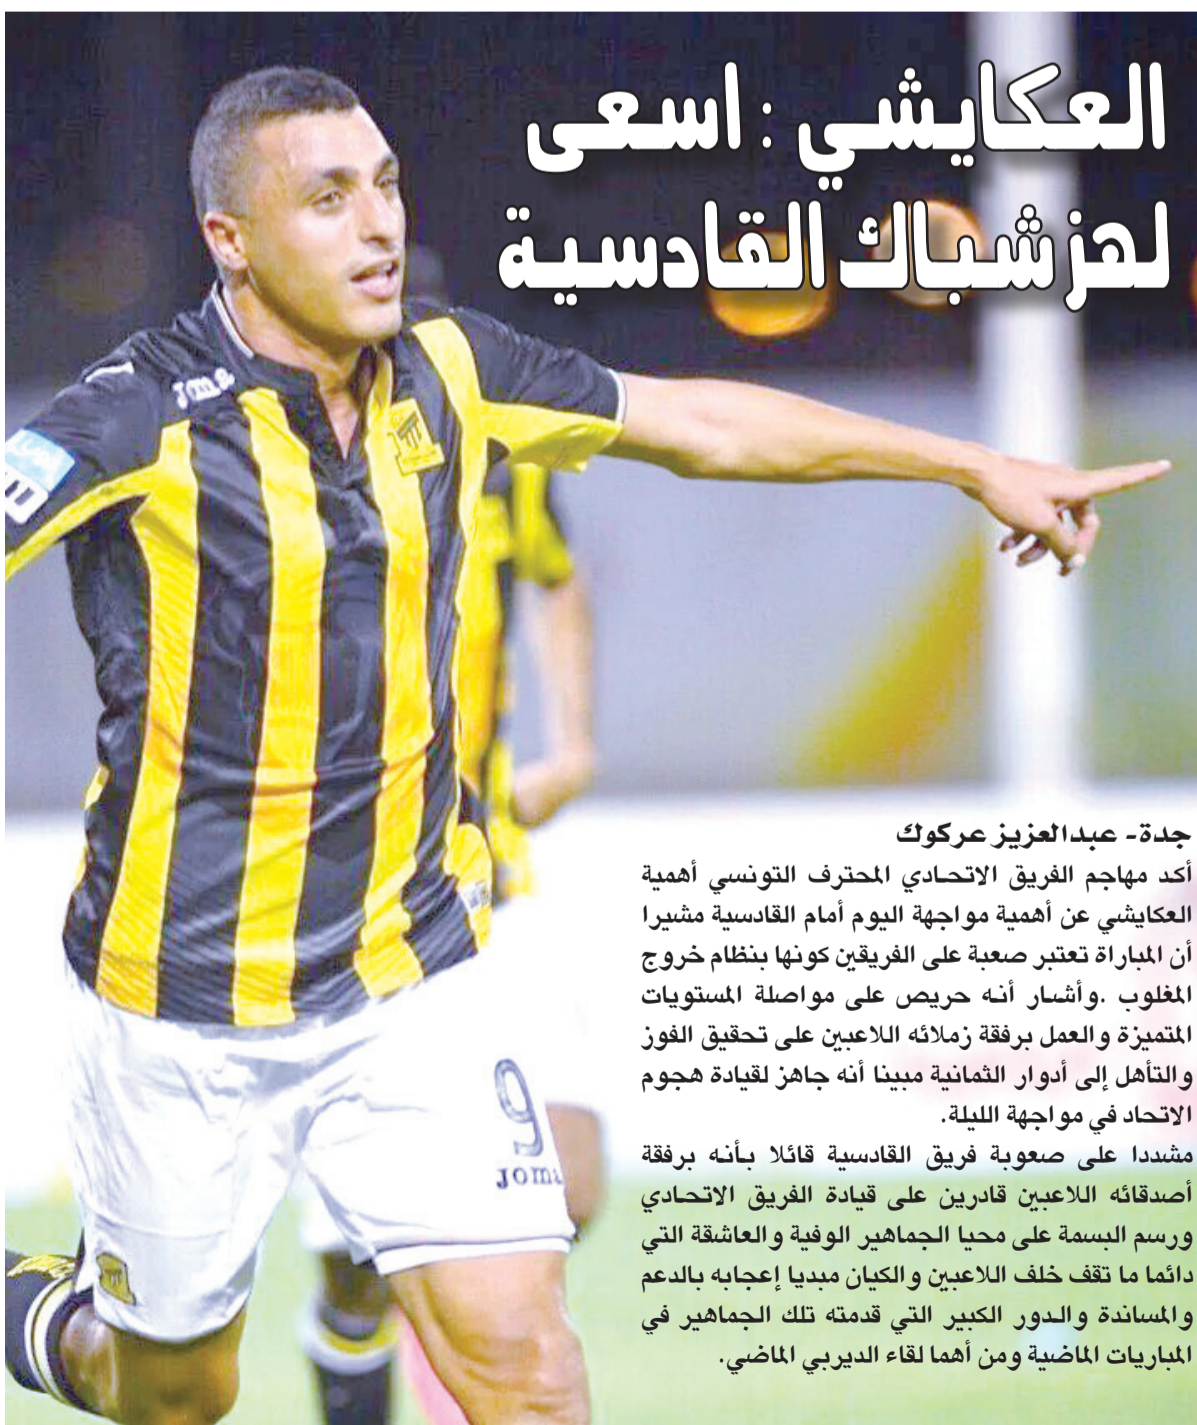 العكايشي : اسعى
لهز شباك القادسية
Joma
9
Joma
جدة- عبدالعزيز عركوك
أكد مهاجم الفريق الاتحادي المحترف التونسي أهمية
العكايشي عن أهمية مواجهة اليوم أمام القادسية مشيرا
أن المباراة تعتبر صعبة على الفريقين كونها بنظام خروج
المغلوب .وأشار أنه حريص على مواصلة المستويات
المتميزة والعمل برفقة زملائه اللاعبين على تحقيق الفوز
والتأهل إلى أدوار الثمانية مبينا أنه جاهز لقيادة هجوم
الاتحاد في مواجهة الليلة.
مشددا على صعوبة فريق القادسية قائلا بأنه برفقة
أصدقائه اللاعبين قادرين على قيادة الفريق الاتحادي
ورسم البسمة على محيا الجماهير الوفية والعاشقة التي
دائما ما تقف خلف اللاعبين والكيان مبديا إعجابه بالدعم
والمساندة والدور الكبير التي قدمته تلك الجماهير في
المباريات الماضية ومن أهما لقاء الديربي الماضي.